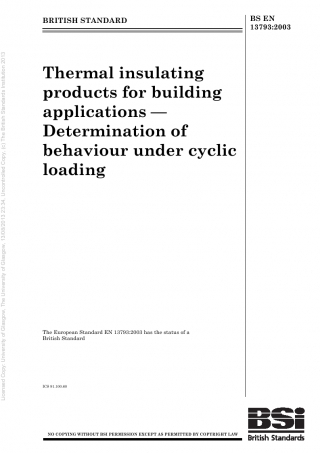 BRITISH STANDARD
BS EN
13793:2003
Thermal insulating
products for building
applications —
Determination of
behaviour under cyclic
loading
The European Standard EN 13793:2003 has the status of a
British Standard
ICS 91.100.60
NO COPYING WITHOUT BSI PERMISSION EXCEPT AS PERMITTED BY COPYRIGHT LAW
BSi
British Standards
Licensed Copy: University of Glasgow, The University of Glasgow, 13/09/2013 23:34, Uncontrolled Copy, (c) The British Standards Institution 2013